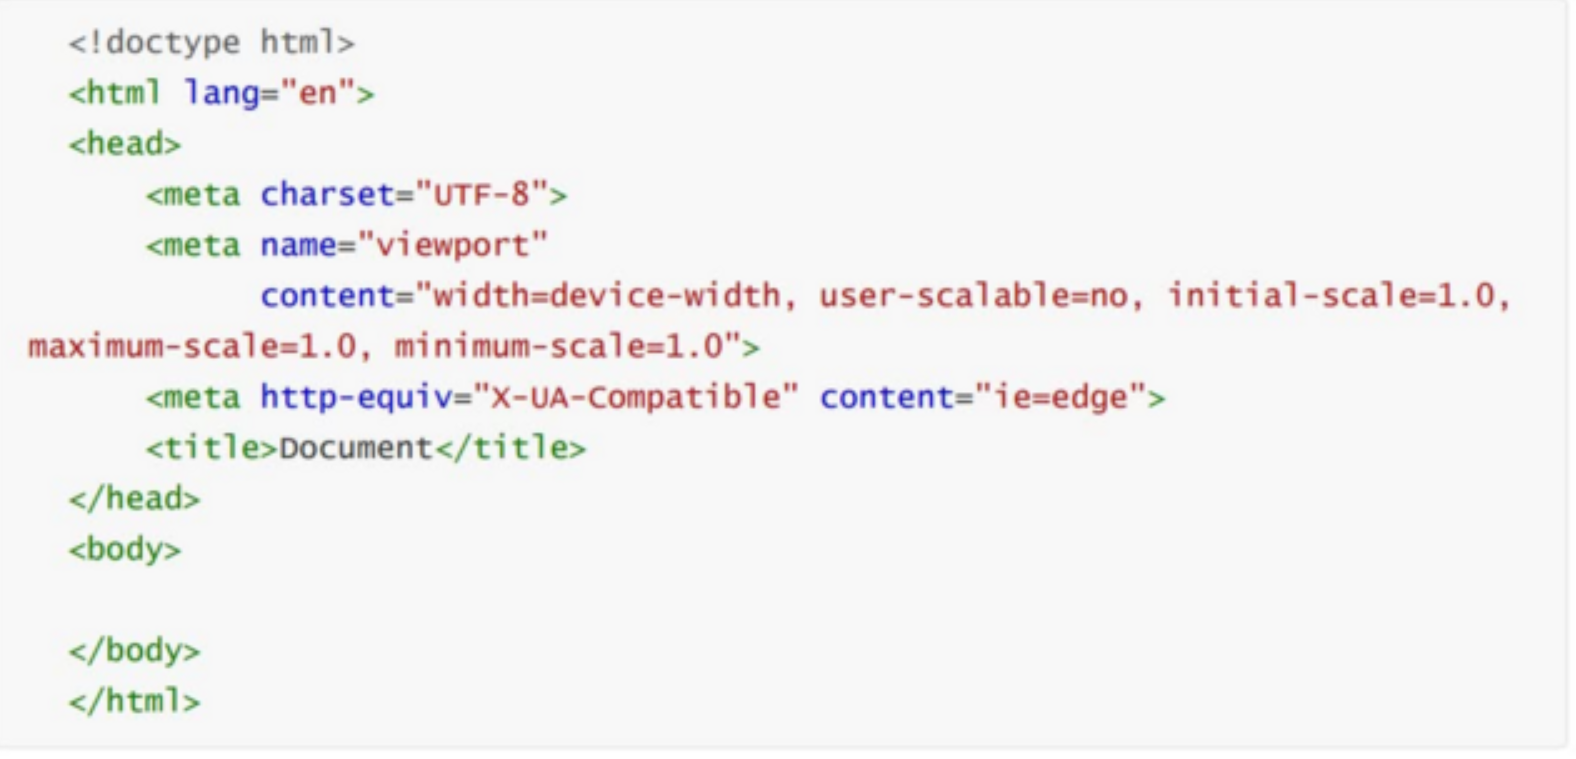 <!doctype html>
<html lang="en">
<head>
    <meta charset="UTF-8">
    <meta name="viewport"
          content="width=device-width, user-scalable=no, initial-scale=1.0,
maximum-scale=1.0, minimum-scale=1.0">
    <meta http-equiv="X-UA-Compatible" content="ie=edge">
    <title>Document</title>
</head>
<body>

</body>
</html>